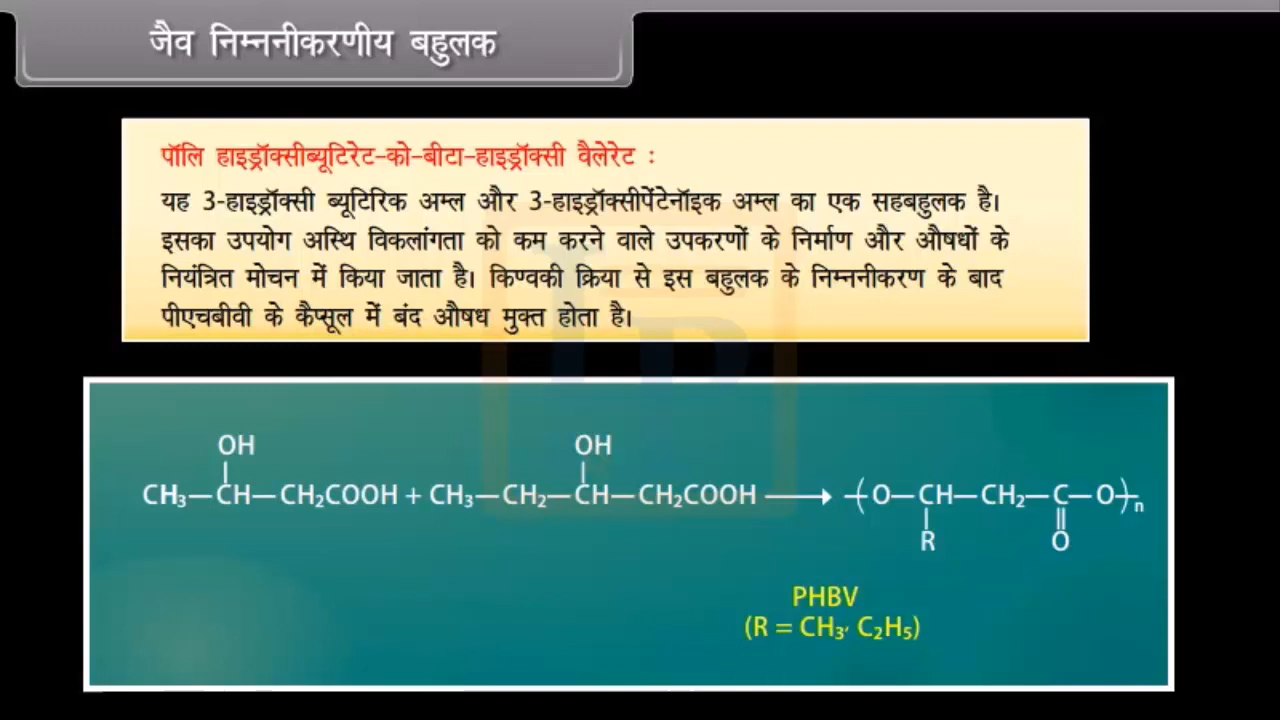 जैव निम्ननीकरणीय बहुलक
पॉलि हाइड्रॉक्सीब्यूटिरेट-को-बीटा-हाइड्रॉक्सी वैलेरेट :
यह 3-हाइड्रॉक्सी ब्यूटिरिक अम्ल और 3-हाइड्रॉक्सीपेंटेनॉइक अम्ल का एक सहबहुलक है।
इसका उपयोग अस्थि विकलांगता को कम करने वाले उपकरणों के निर्माण और औषधों के
नियंत्रित मोचन में किया जाता है। किण्वकी क्रिया से इस बहुलक के निम्ननीकरण के बाद
पीएचबीवी के कैप्सूल में बंद औषध मुक्त होता है।
OH OH
CH₃—CH—CH₂COOH + CH₃—CH₂—CH—CH₂COOH ⟶ –(O—CH—CH₂—C—O)–ₙ
R O
PHBV
(R = CH₃, C₂H₅)